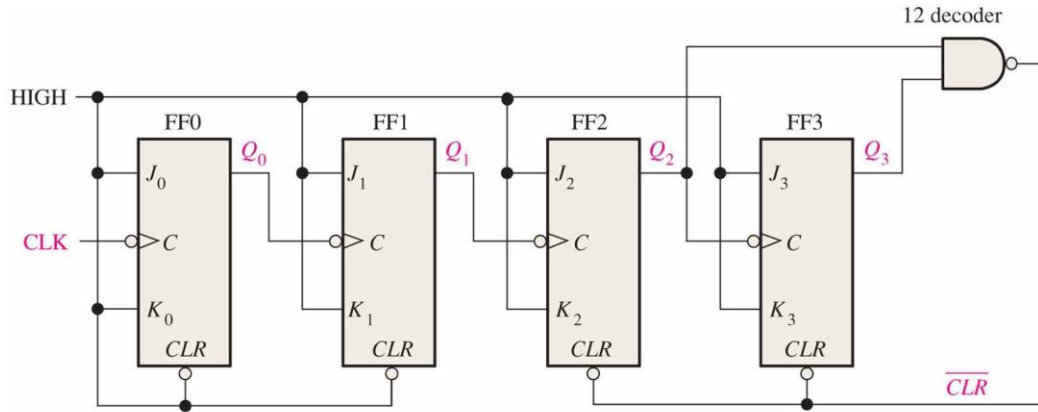 12 decoder
HIGH
FF0 FF1 FF2 FF3
Q₀ Q₁ Q₂ Q₃
J₀ J₁ J₂ J₃
CLK C C C C
K₀ K₁ K₂ K₃
CLR CLR CLR CLR
C̅L̅R̅